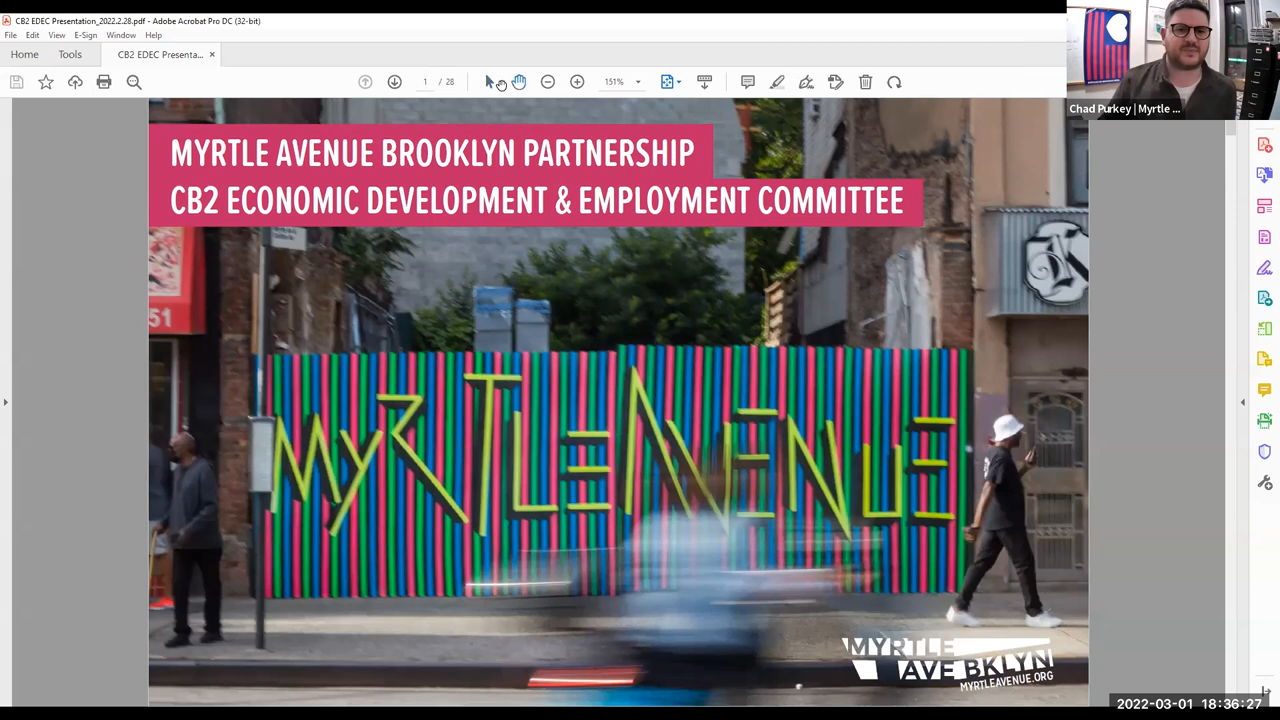 CB2 EDEC Presentation_2022.2.28.pdf - Adobe Acrobat Pro DC (32-bit)
File Edit View E-Sign Window Help
Home Tools CB2 EDEC Presenta... ×
1 / 28 151%
Chad Purkey | Myrtle ...
MYRTLE AVENUE BROOKLYN PARTNERSHIP
CB2 ECONOMIC DEVELOPMENT & EMPLOYMENT COMMITTEE
51
MYRTLE AVENUE
MYRTLE
AVE BKLYN
MYRTLEAVENUE.ORG
2022-03-01 18:36:27